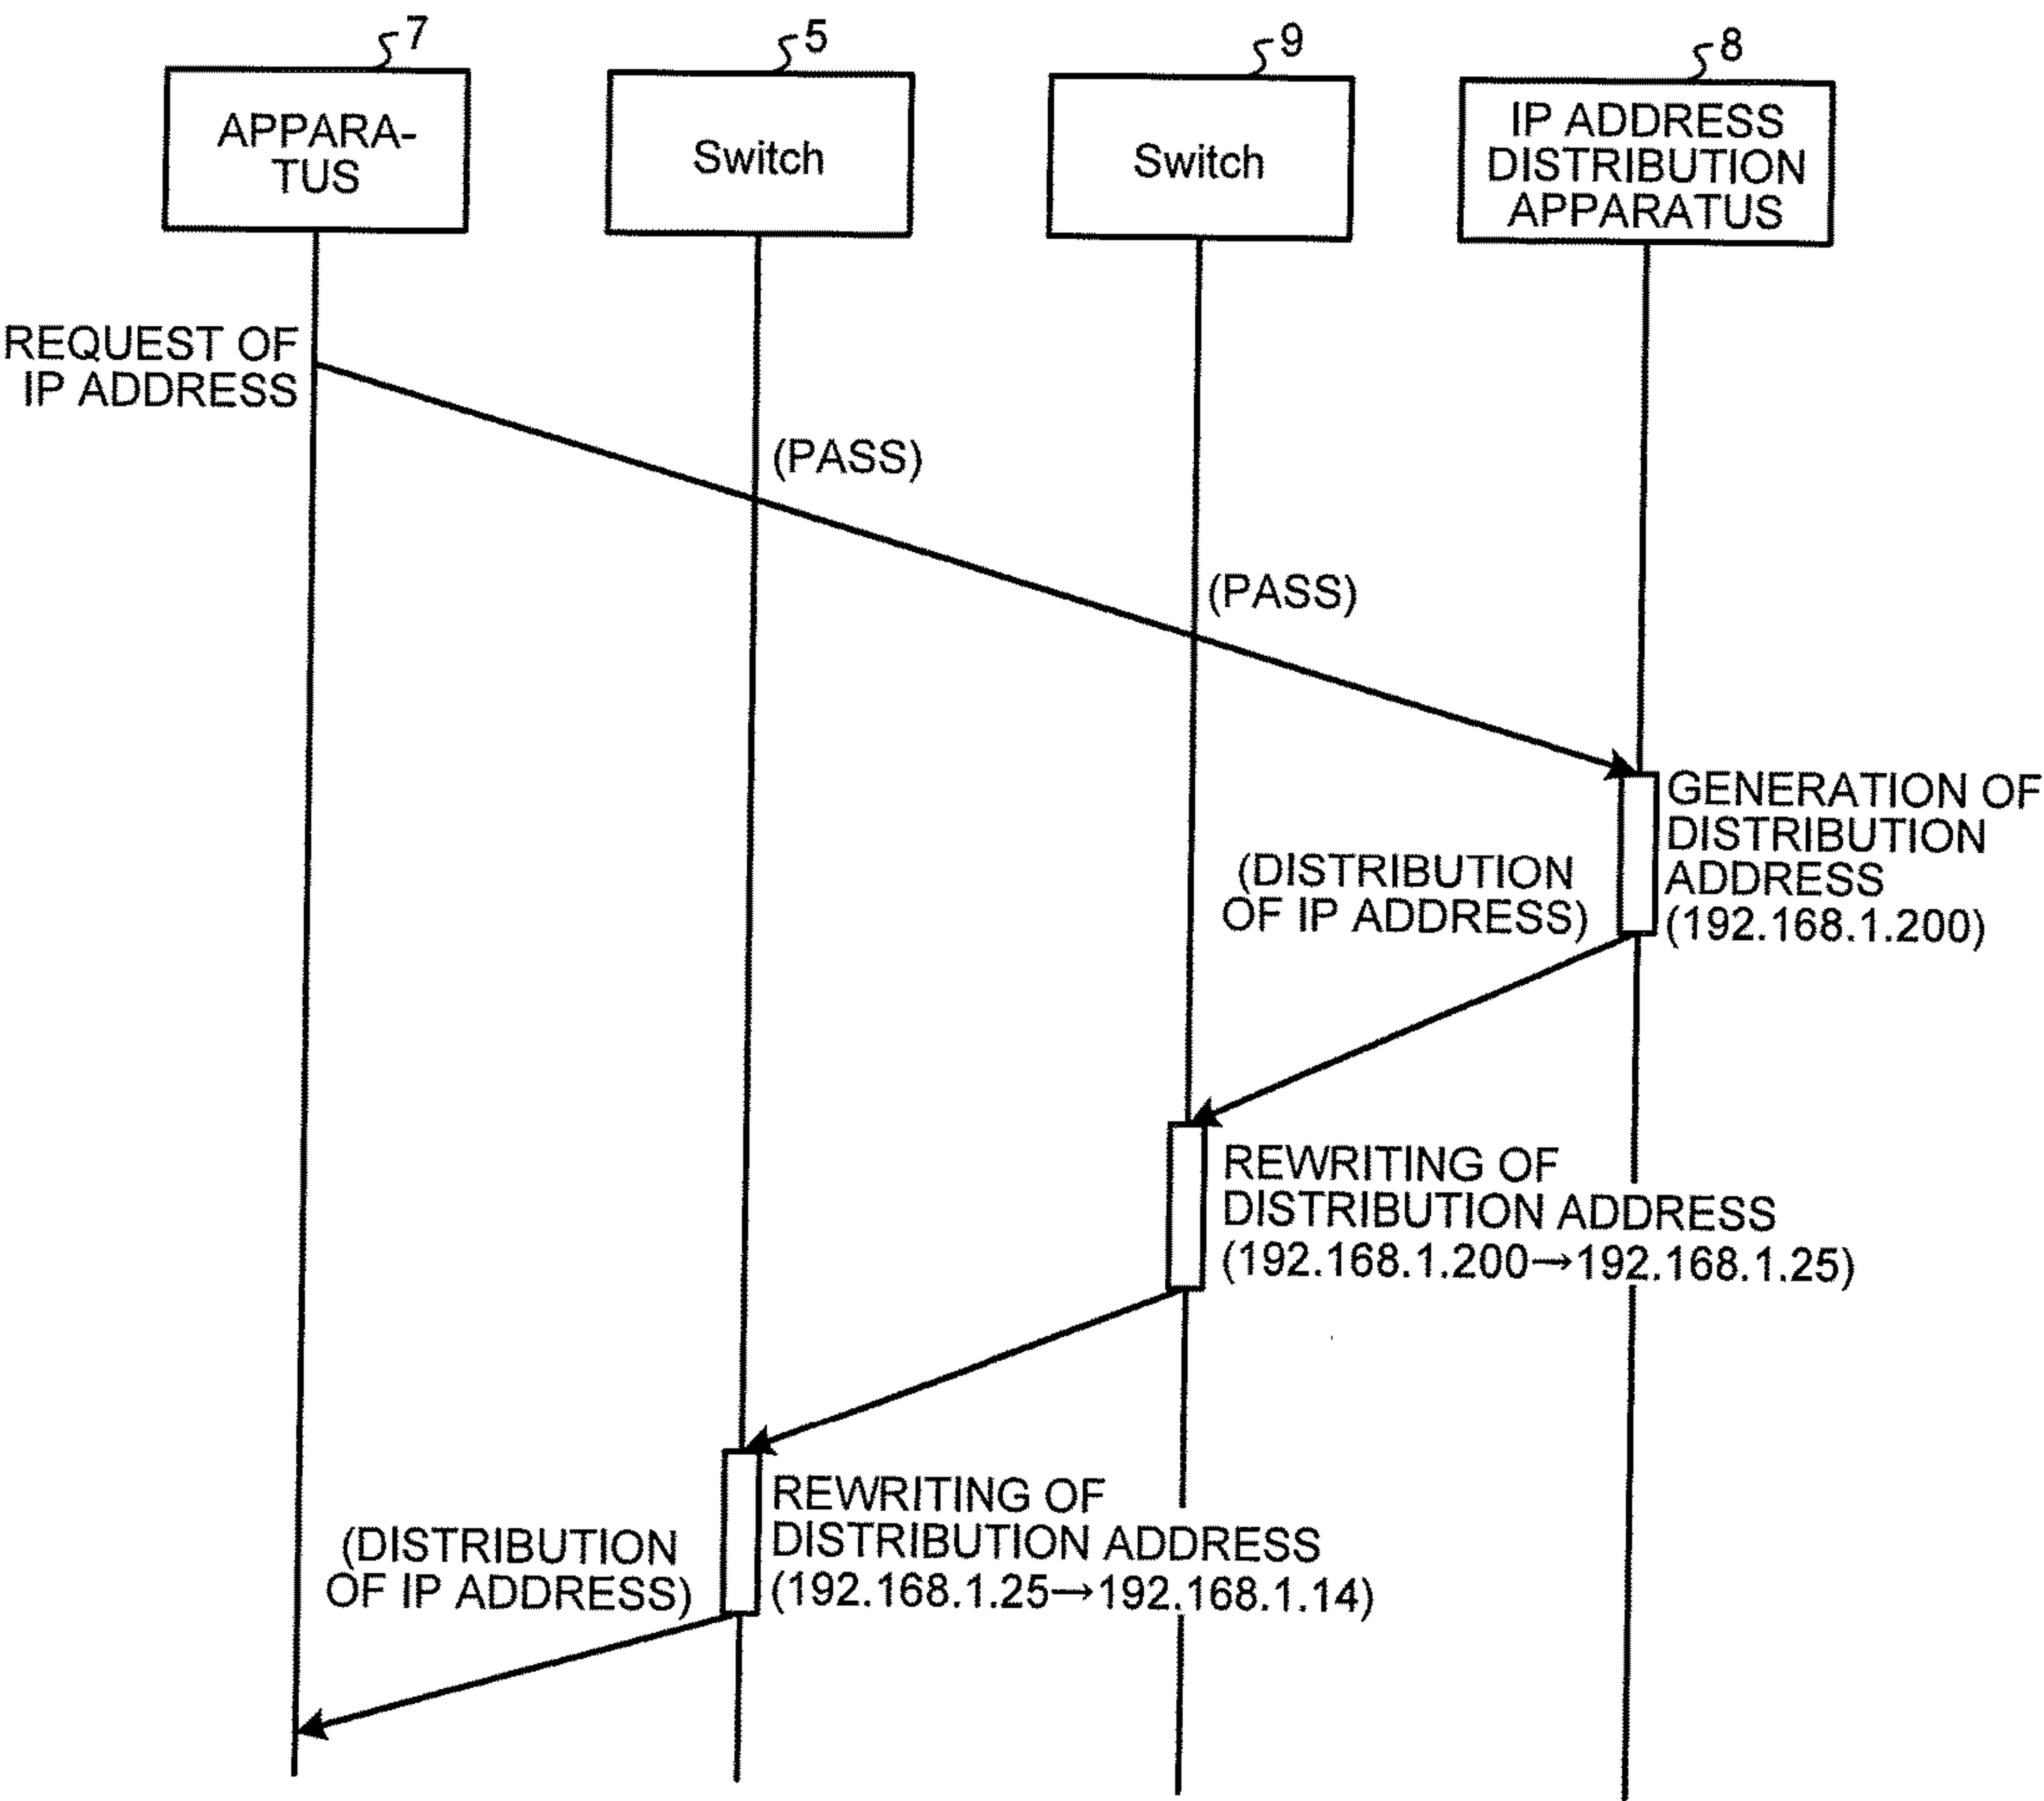 7
5
9
8
APPARA-
TUS
Switch
Switch
IP ADDRESS
DISTRIBUTION
APPARATUS
REQUEST OF
IP ADDRESS
(PASS)
(PASS)
GENERATION OF
DISTRIBUTION
ADDRESS
(192.168.1.200)
(DISTRIBUTION
OF IP ADDRESS)
REWRITING OF
DISTRIBUTION ADDRESS
(192.168.1.200→192.168.1.25)
REWRITING OF
DISTRIBUTION ADDRESS
(192.168.1.25→192.168.1.14)
(DISTRIBUTION
OF IP ADDRESS)